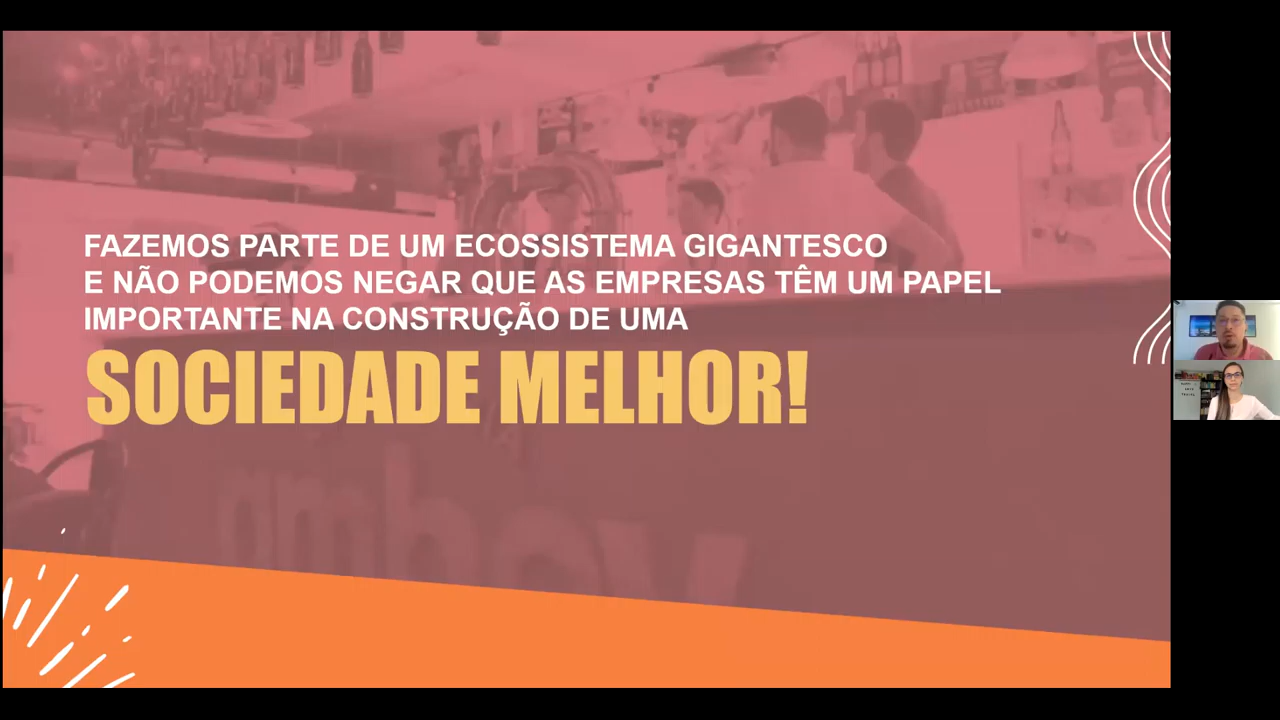 FAZEMOS PARTE DE UM ECOSSISTEMA GIGANTESCO
E NÃO PODEMOS NEGAR QUE AS EMPRESAS TÊM UM PAPEL
IMPORTANTE NA CONSTRUÇÃO DE UMA
SOCIEDADE MELHOR!
ambev